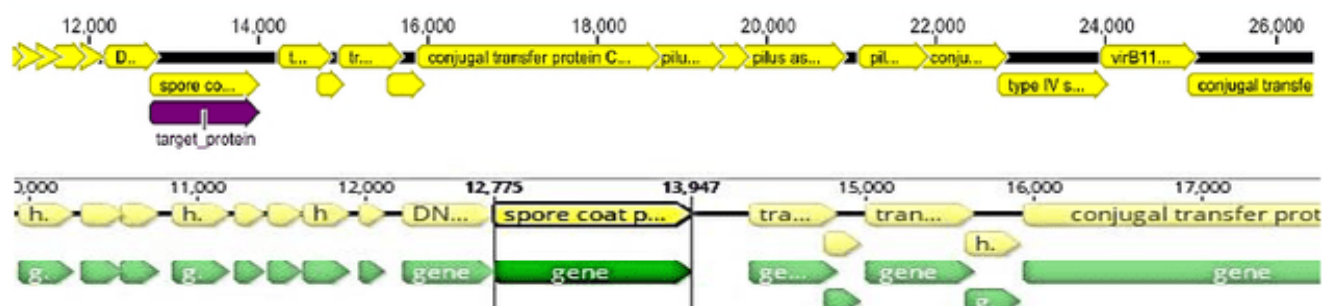 12,000 14,000 16,000 18,000 20,000 22,000 24,000 26,000
D.. t... tr... conjugal transfer protein C... pilu... pilus as... pil... conju... virB11...
spore co... type IV s... conjugal transfe
target_protein
0,000 11,000 12,000 12,775 13,947 15,000 16,000 17,000
h. h. h DN... spore coat p... tra... tran... conjugal transfer prot
h.
g. g. gene gene ge... gene gene
g